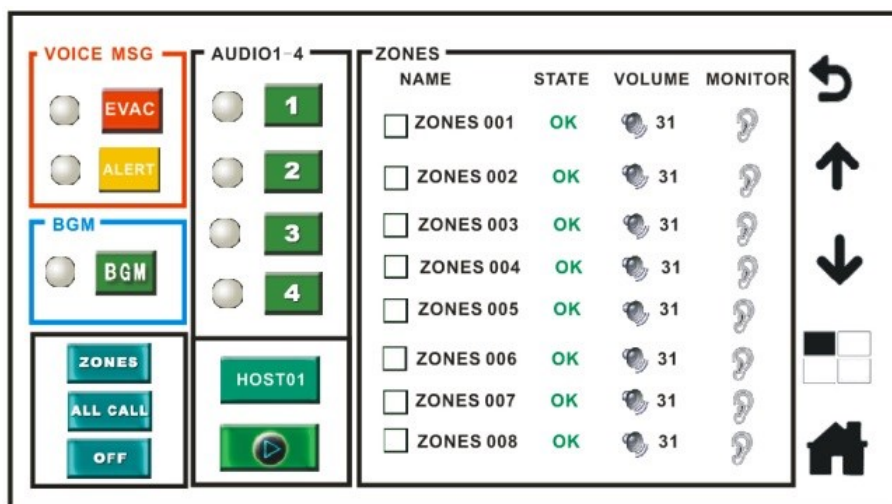 VOICE MSG
EVAC
ALERT
BGM
BGM
ZONES
ALL CALL
OFF
AUDIO1-4
1
2
3
4
HOST01
ZONES
NAME STATE VOLUME MONITOR
ZONES 001 OK 31
ZONES 002 OK 31
ZONES 003 OK 31
ZONES 004 OK 31
ZONES 005 OK 31
ZONES 006 OK 31
ZONES 007 OK 31
ZONES 008 OK 31